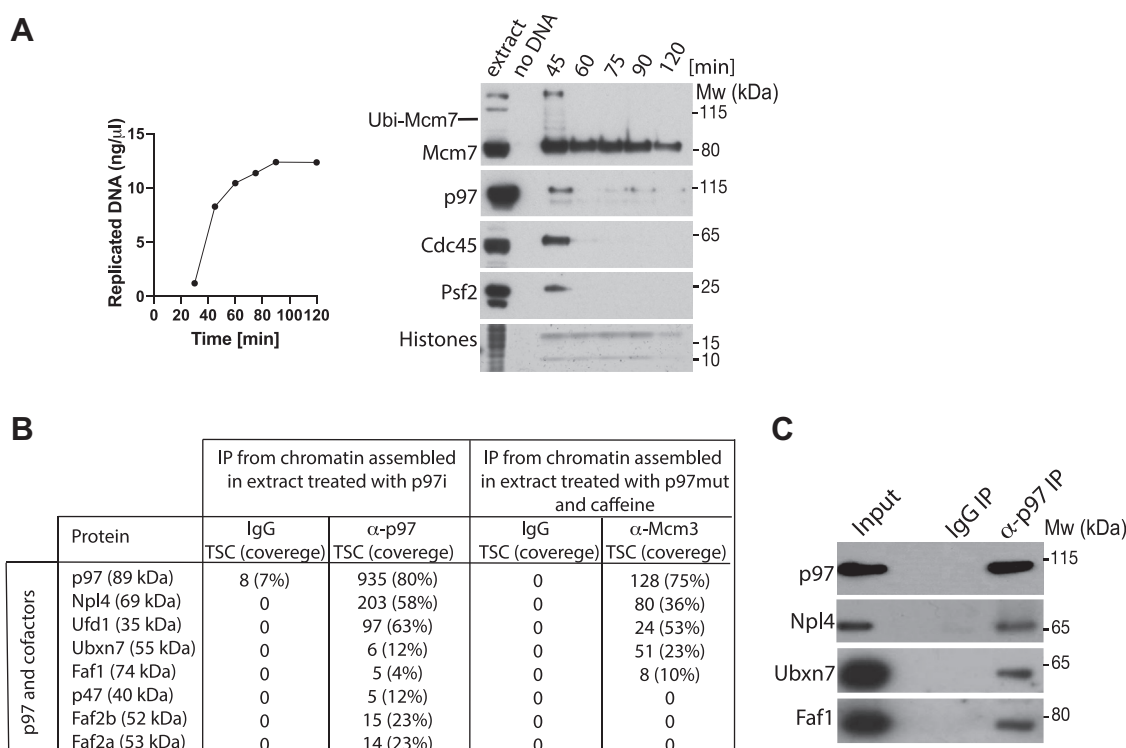 A
Replicated DNA (ng/µl)
15
10
5
0
0 20 40 60 80 100 120
Time [min]
extract
no DNA
45
60
75
90
120
[min]
Mw (kDa)
Ubi-Mcm7
115
Mcm7
80
p97
115
Cdc45
65
Psf2
25
Histones
15
10
B
IP from chromatin assembled
in extract treated with p97i
IP from chromatin assembled
in extract treated with p97mut
and caffeine
Protein
IgG
TSC (coverege)
α-p97
TSC (coverege)
IgG
TSC (coverege)
α-Mcm3
TSC (coverege)
p97 and cofactors
p97 (89 kDa) 8 (7%) 935 (80%) 0 128 (75%)
Npl4 (69 kDa) 0 203 (58%) 0 80 (36%)
Ufd1 (35 kDa) 0 97 (63%) 0 24 (53%)
Ubxn7 (55 kDa) 0 6 (12%) 0 51 (23%)
Faf1 (74 kDa) 0 5 (4%) 0 8 (10%)
p47 (40 kDa) 0 5 (12%) 0 0
Faf2b (52 kDa) 0 15 (23%) 0 0
Faf2a (53 kDa) 0 14 (23%) 0 0
C
Input
IgG IP
α-p97 IP
Mw (kDa)
p97
115
Npl4
65
Ubxn7
65
Faf1
80